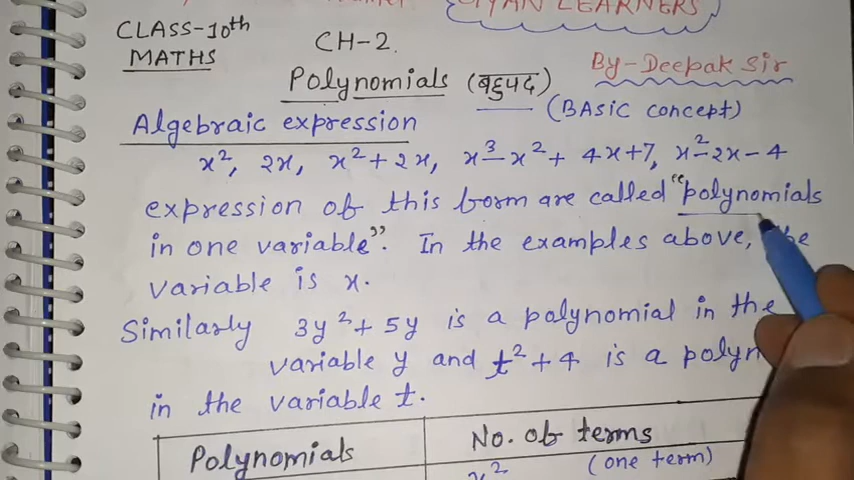 GYAN LEARNERS
CLASS-10th
MATHS
CH-2.
By-Deepak Sir
Polynomials (बहुपद)
(BASIC concept)
Algebraic expression
x², 2x, x²+2x, x³-x²+4x+7, x²-2x-4
expression of this form are called "polynomials
in one variable". In the examples above,
variable is x.
Similarly 3y²+5y is a polynomial in the
variable y and t²+4 is a polyn
in the variable t.
Polynomials No. of terms
x² (one term)